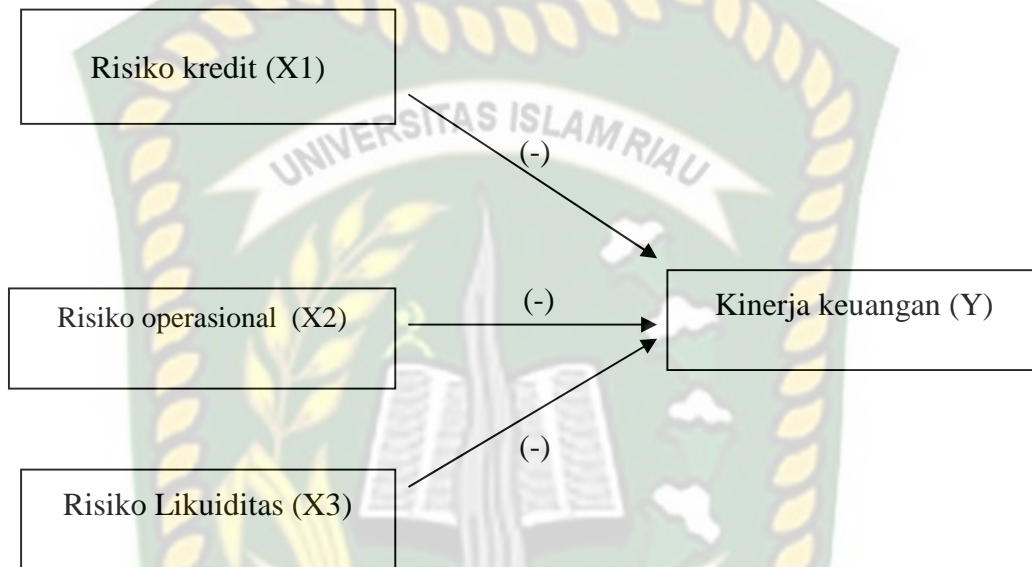 Risiko kredit (X1)
UNIVERSITAS ISLAM RIAU
(-)
Risiko operasional (X2)
(-)
Kinerja keuangan (Y)
(-)
Risiko Likuiditas (X3)